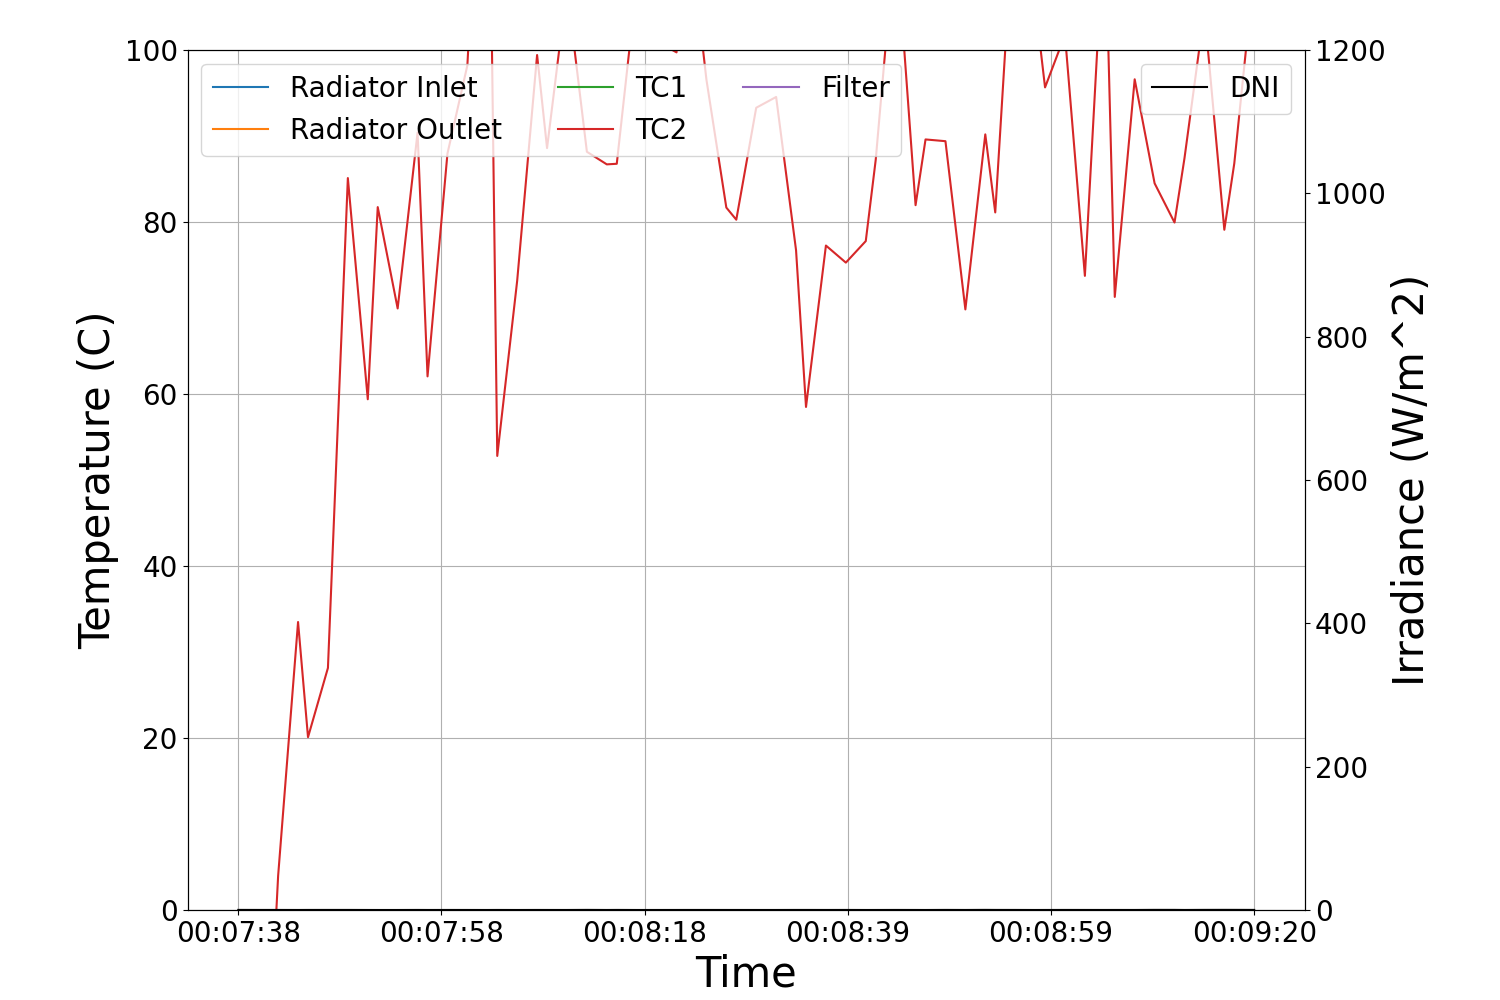 100
80
60
40
20
0
Temperature (C)
Radiator Inlet
Radiator Outlet
TC1
TC2
Filter
DNI
1200
1000
800
600
400
200
0
Irradiance (W/m^2)
00:07:38 00:07:58 00:08:18 00:08:39 00:08:59 00:09:20
Time